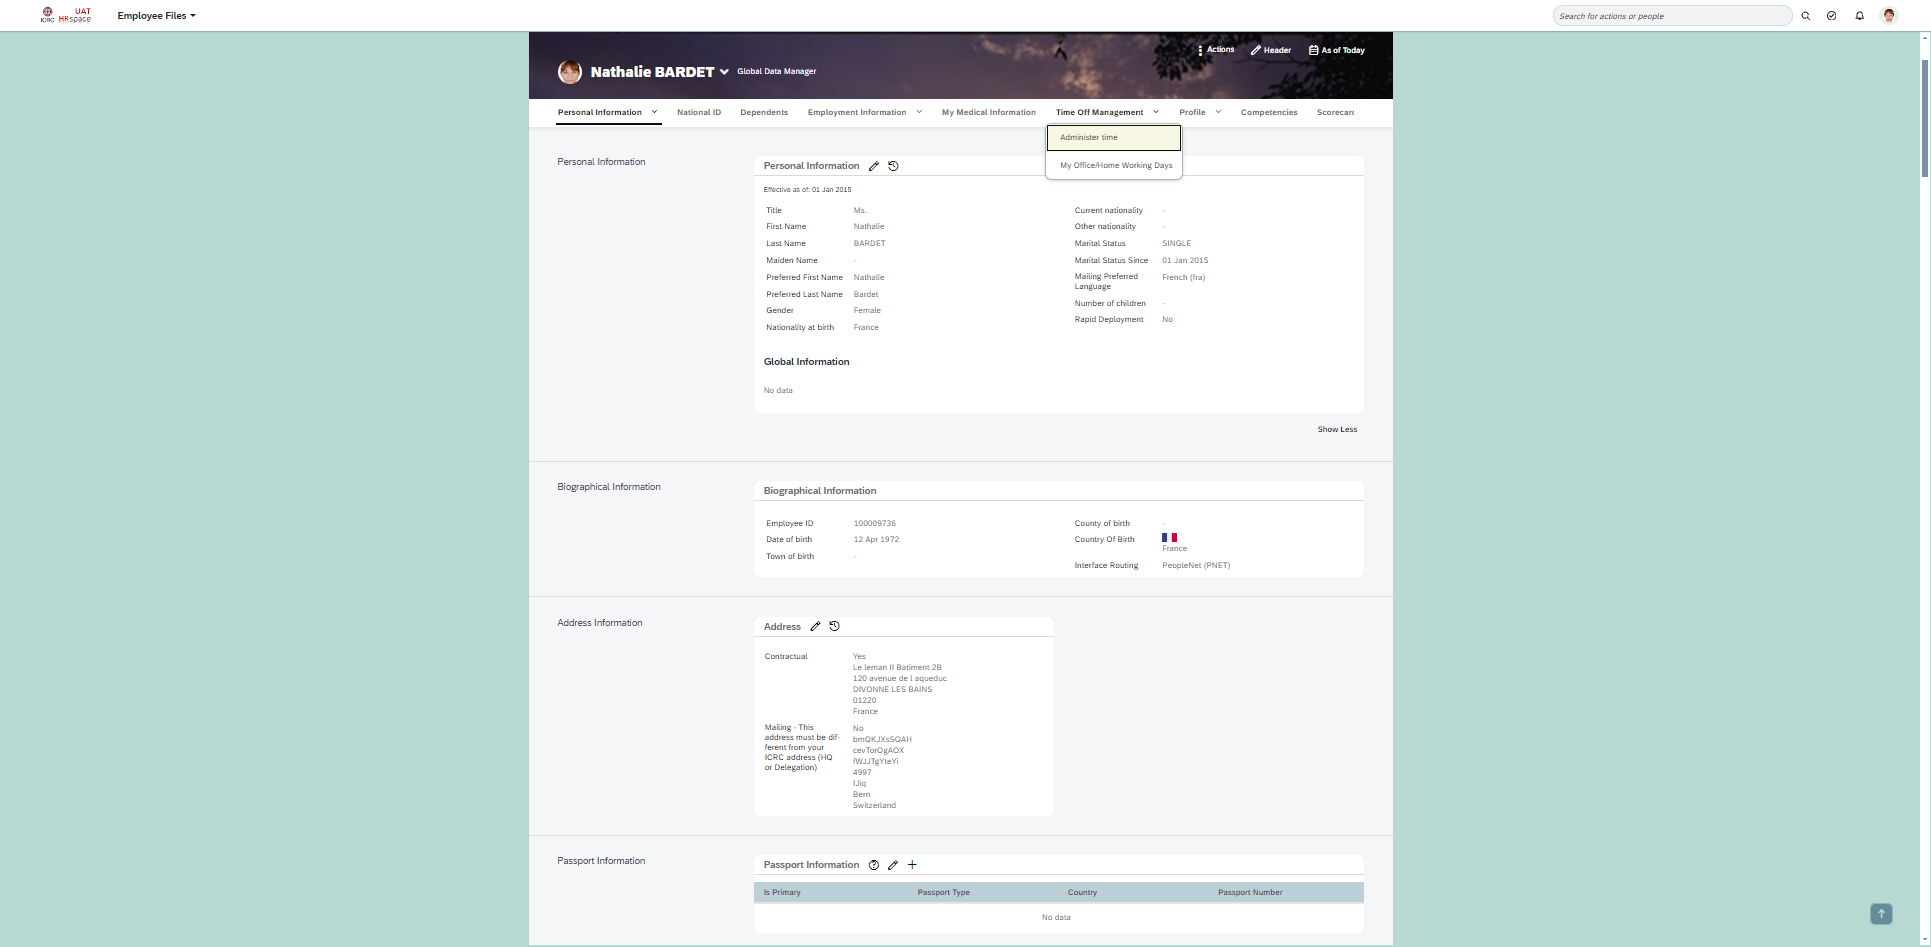 ICRC
UAT
HRspace
Employee Files
Search for actions or people
Actions
Header
As of Today
Nathalie BARDET
Global Data Manager
Personal Information
National ID
Dependents
Employment Information
My Medical Information
Time Off Management
Profile
Competencies
Scorecard
Administer time
My Office/Home Working Days
Personal Information
Personal Information
Effective as of: 01 Jan 2015
Title Ms.
First Name Nathalie
Last Name BARDET
Maiden Name -
Preferred First Name Nathalie
Preferred Last Name Bardet
Gender Female
Nationality at birth France
Current nationality -
Other nationality -
Marital Status SINGLE
Marital Status Since 01 Jan 2015
Mailing Preferred French (fra)
Language
Number of children -
Rapid Deployment No
Global Information
No data
Show Less
Biographical Information
Biographical Information
Employee ID 100009736
Date of birth 12 Apr 1972
Town of birth -
County of birth -
Country Of Birth
France
Interface Routing PeopleNet (PNET)
Address Information
Address
Contractual Yes
Le leman II Batiment 2B
120 avenue de l aqueduc
DIVONNE LES BAINS
01220
France
Mailing - This
address must be dif-
ferent from your
ICRC address (HQ
or Delegation)
No
bmQKJXsSQAH
cevTorOgAOX
fWJJTgYteYi
4997
IJiq
Bern
Switzerland
Passport Information
Passport Information
Is Primary Passport Type Country Passport Number
No data